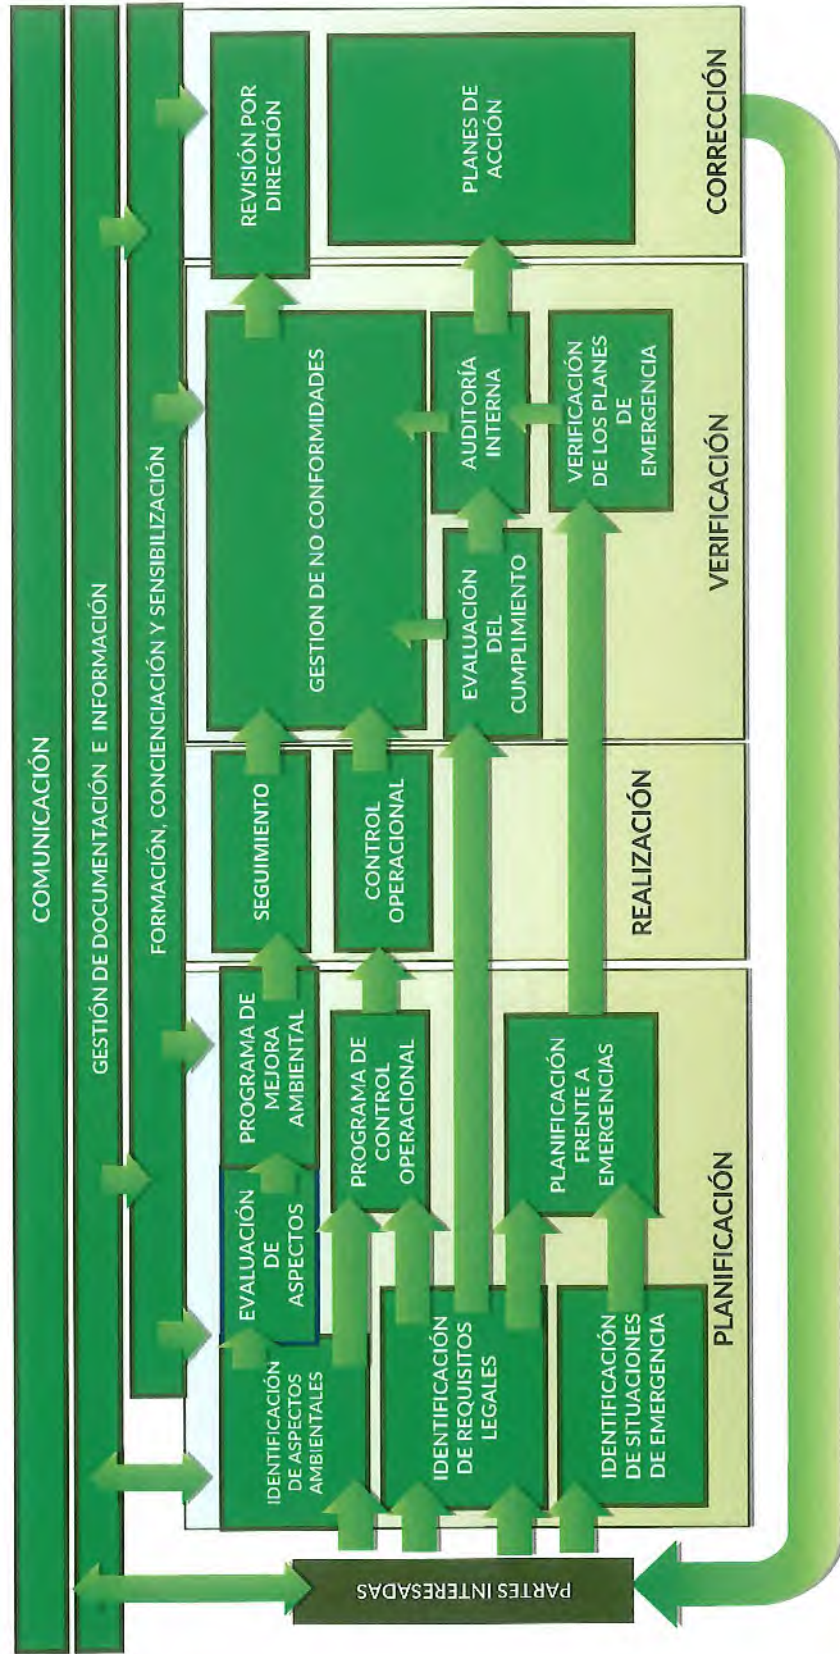 COMUNICACIÓN
GESTIÓN DE DOCUMENTACIÓN E INFORMACIÓN
FORMACIÓN, CONCIENCIACIÓN Y SENSIBILIZACIÓN
PARTES INTERESADAS
IDENTIFICACIÓN
DE ASPECTOS
AMBIENTALES
EVALUACIÓN
DE
ASPECTOS
PROGRAMA DE
MEJORA
AMBIENTAL
IDENTIFICACIÓN
DE REQUISITOS
LEGALES
PROGRAMA DE
CONTROL
OPERACIONAL
IDENTIFICACIÓN
DE SITUACIONES
DE EMERGENCIA
PLANIFICACIÓN
FRENTE A
EMERGENCIAS
PLANIFICACIÓN
SEGUIMIENTO
CONTROL
OPERACIONAL
REALIZACIÓN
GESTION DE NO CONFORMIDADES
EVALUACIÓN
DEL
CUMPLIMIENTO
AUDITORÍA
INTERNA
VERIFICACIÓN
DE LOS PLANES
DE
EMERGENCIA
VERIFICACIÓN
REVISIÓN POR
DIRECCIÓN
PLANES DE
ACCIÓN
CORRECCIÓN